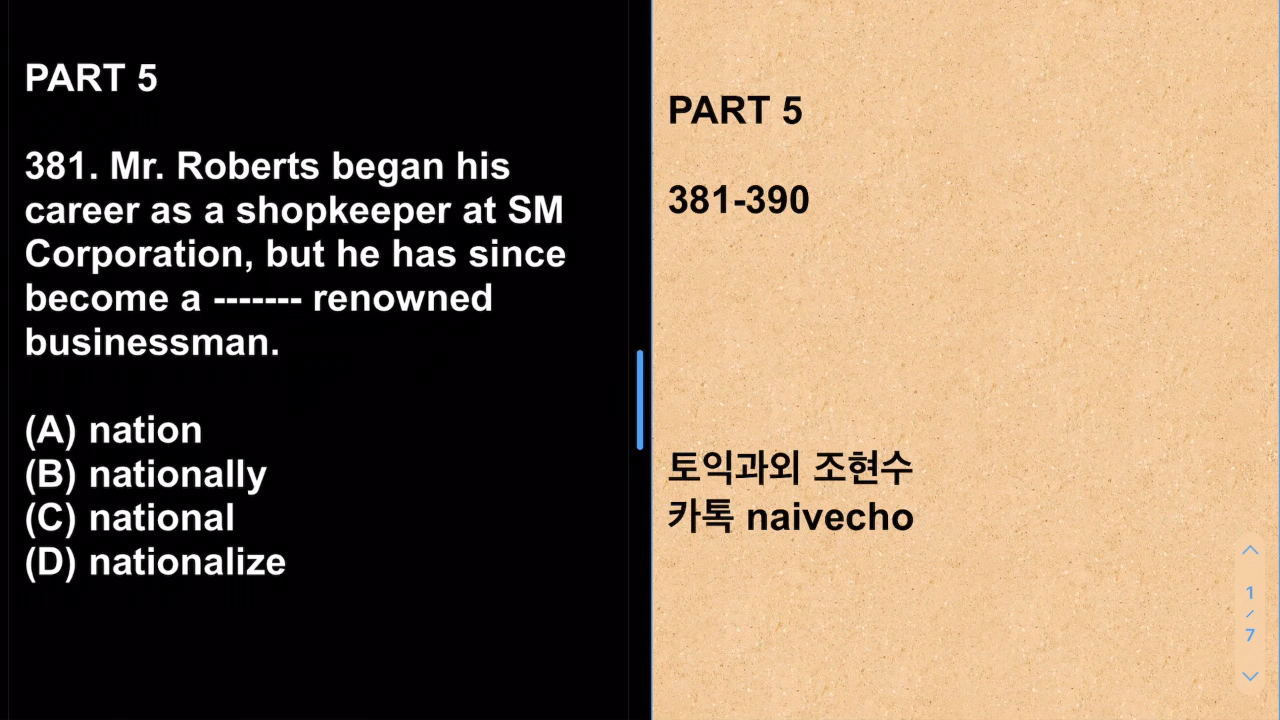 PART 5
381. Mr. Roberts began his
career as a shopkeeper at SM
Corporation, but he has since
become a ------- renowned
businessman.
(A) nation
(B) nationally
(C) national
(D) nationalize
PART 5
381-390
토익과외 조현수
카톡 naivecho
1
/
7